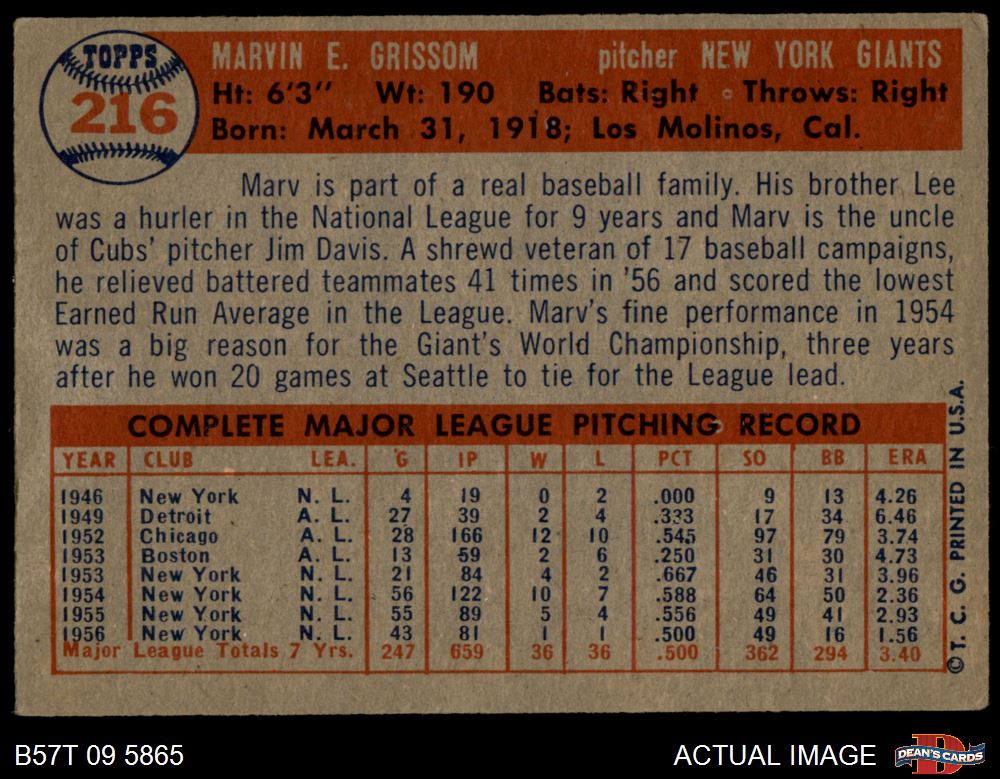 TOPPS
216
MARVIN E. GRISSOM pitcher NEW YORK GIANTS
Ht: 6'3" Wt: 190 Bats: Right Throws: Right
Born: March 31, 1918; Los Molinos, Cal.
Marv is part of a real baseball family. His brother Lee
was a hurler in the National League for 9 years and Marv is the uncle
of Cubs' pitcher Jim Davis. A shrewd veteran of 17 baseball campaigns,
he relieved battered teammates 41 times in '56 and scored the lowest
Earned Run Average in the League. Marv's fine performance in 1954
was a big reason for the Giant's World Championship, three years
after he won 20 games at Seattle to tie for the League lead.
COMPLETE MAJOR LEAGUE PITCHING RECORD
YEAR CLUB LEA. G IP W L PCT SO BB ERA
1946 New York N. L. 4 19 0 2 .000 9 13 4.26
1949 Detroit A. L. 27 39 2 4 .333 17 34 6.46
1952 Chicago A. L. 28 166 12 10 .545 97 79 3.74
1953 Boston A. L. 13 59 2 6 .250 31 30 4.73
1953 New York N. L. 21 84 4 2 .667 46 31 3.96
1954 New York N. L. 56 122 10 7 .588 64 50 2.36
1955 New York N. L. 55 89 5 4 .556 49 41 2.93
1956 New York N. L. 43 81 1 1 .500 49 16 1.56
Major League Totals 7 Yrs. 247 659 36 36 .500 362 294 3.40
© T. C. G. PRINTED IN U.S.A.
B57T 09 5865 ACTUAL IMAGE
DEAN'S CARDS